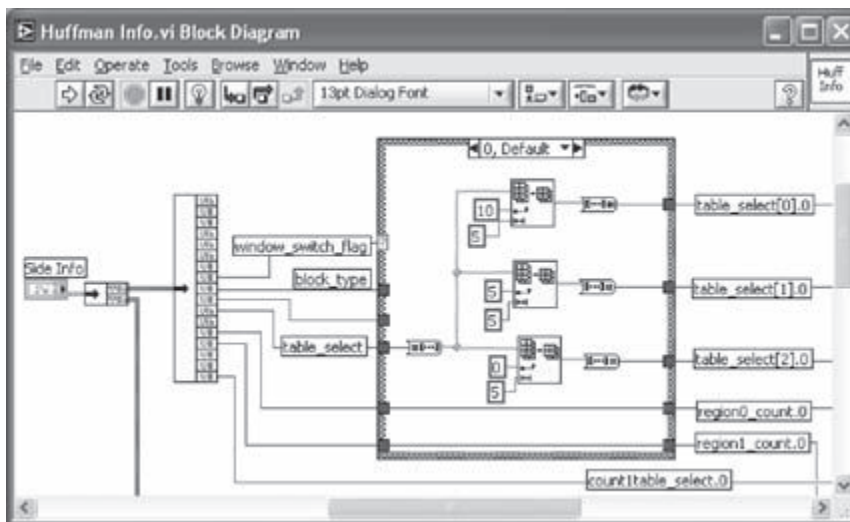 Huffman Info.vi Block Diagram
File Edit Operate Tools Browse Window Help
13pt Dialog Font
Huff
Info
0, Default
10
5
table_select[0].0
window_switch_flag
Side Info
block_type
5
5
table_select[1].0
table_select
0
5
table_select[2].0
region0_count.0
region1_count.0
count1table_select.0